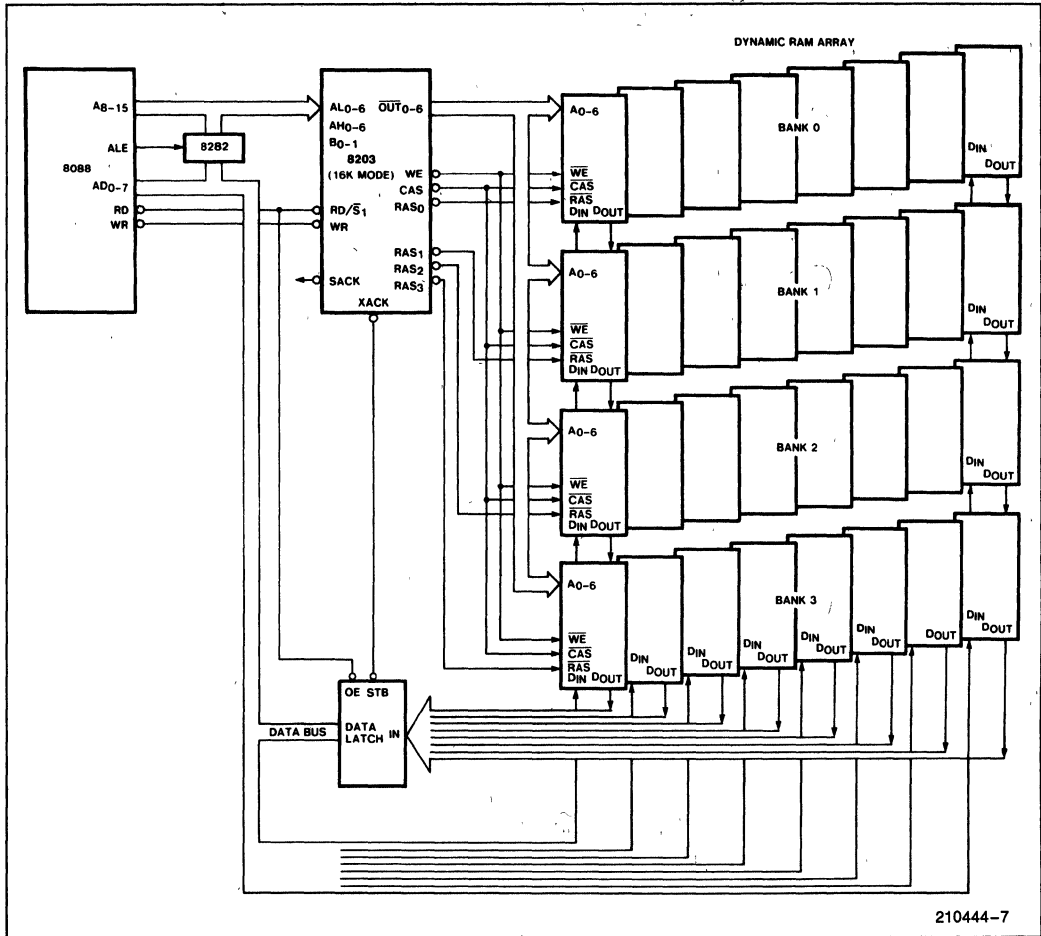 DYNAMIC RAM ARRAY
A8–15
ALE
8088
AD0–7
RD
WR
8282
AL0–6
AH0–6
B0–1
8203
(16K MODE)
OUT0–6
WE
CAS
RAS0
RD/S1
WR
RAS1
RAS2
RAS3
SACK
XACK
A0–6
WE
CAS
RAS
DIN DOUT
BANK 0
DIN
DOUT
A0–6
WE
CAS
RAS
DIN DOUT
BANK 1
DIN
DOUT
A0–6
WE
CAS
RAS
DIN DOUT
BANK 2
DIN
DOUT
A0–6
WE
CAS
RAS
DIN DOUT
BANK 3
DIN
DOUT
DIN
DOUT
DIN
DOUT
DIN
DOUT
DIN
DOUT
DOUT
DIN
DOUT
OE STB
DATA
LATCH
IN
DATA BUS
210444–7